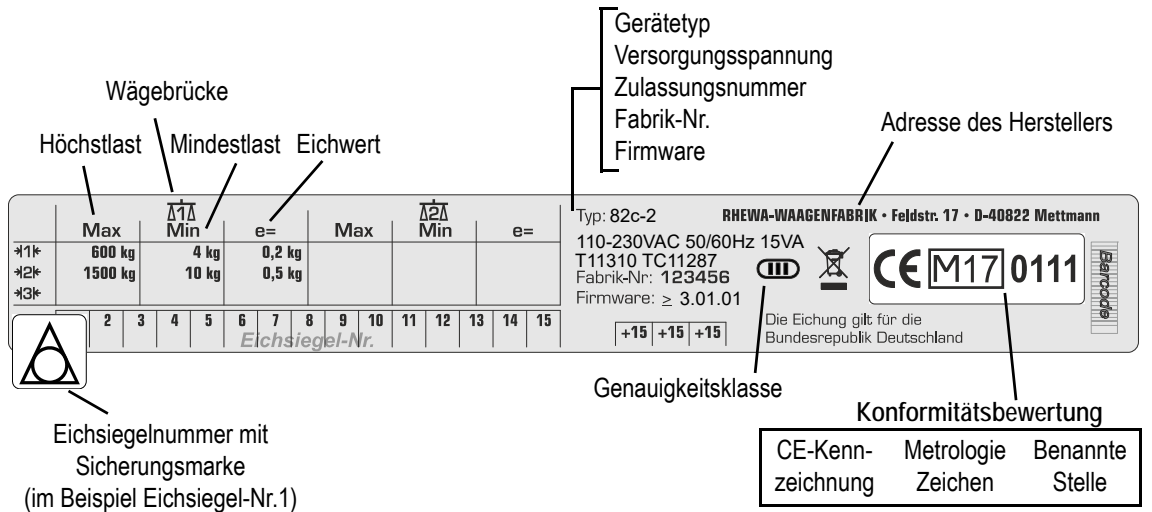 Gerätetyp
Versorgungsspannung
Zulassungsnummer
Fabrik-Nr.
Firmware
Wägebrücke
Höchstlast Mindestlast Eichwert
Adresse des Herstellers
1 2
Max Min e= Max Min e=
1 600 kg 4 kg 0,2 kg
2 1500 kg 10 kg 0,5 kg
3
2 3 4 5 6 7 8 9 10 11 12 13 14 15
Eichsiegel-Nr.
Typ: 82c-2
RHEWA-WAAGENFABRIK • Feldstr. 17 • D-40822 Mettmann
110-230VAC 50/60Hz 15VA
T11310 TC11287
Fabrik-Nr: 123456
Firmware: ≥ 3.01.01
III
CE M17 0111
Barcode
+15 +15 +15
Die Eichung gilt für die
Bundesrepublik Deutschland
Genauigkeitsklasse
Konformitätsbewertung
CE-Kenn- Metrologie Benannte
zeichnung Zeichen Stelle
Eichsiegelnummer mit
Sicherungsmarke
(im Beispiel Eichsiegel-Nr.1)